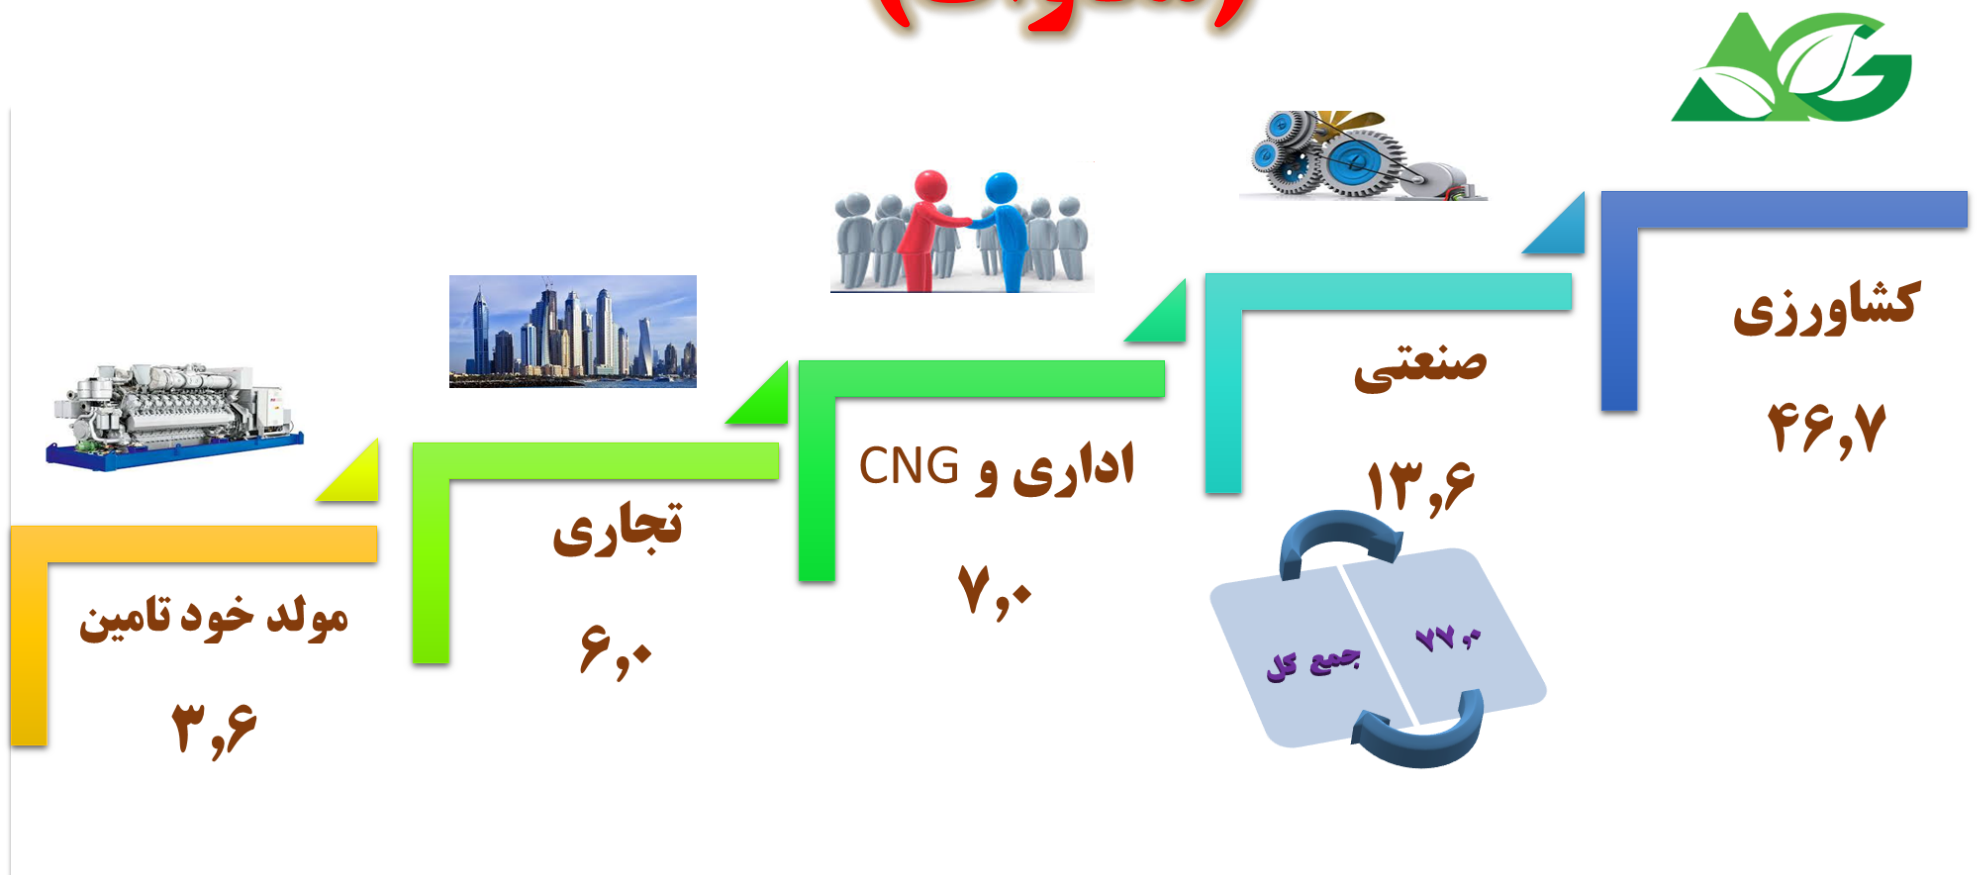 AG
کشاورزی
۴۶,۷
صنعتی
۱۳,۶
اداری و CNG
۷,۰
تجاری
۶,۰
مولد خود تامین
۳,۶
جمع کل
۷۷,۰